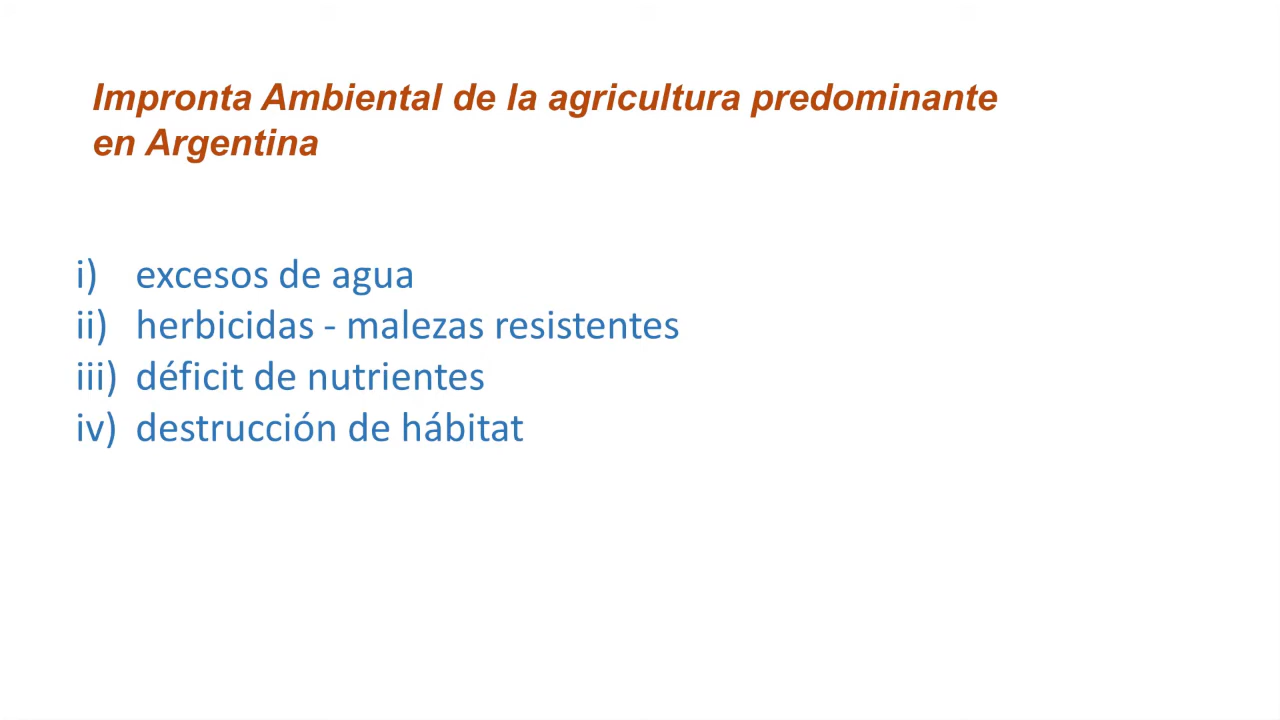 Impronta Ambiental de la agricultura predominante
en Argentina
i) excesos de agua
ii) herbicidas - malezas resistentes
iii) déficit de nutrientes
iv) destrucción de hábitat